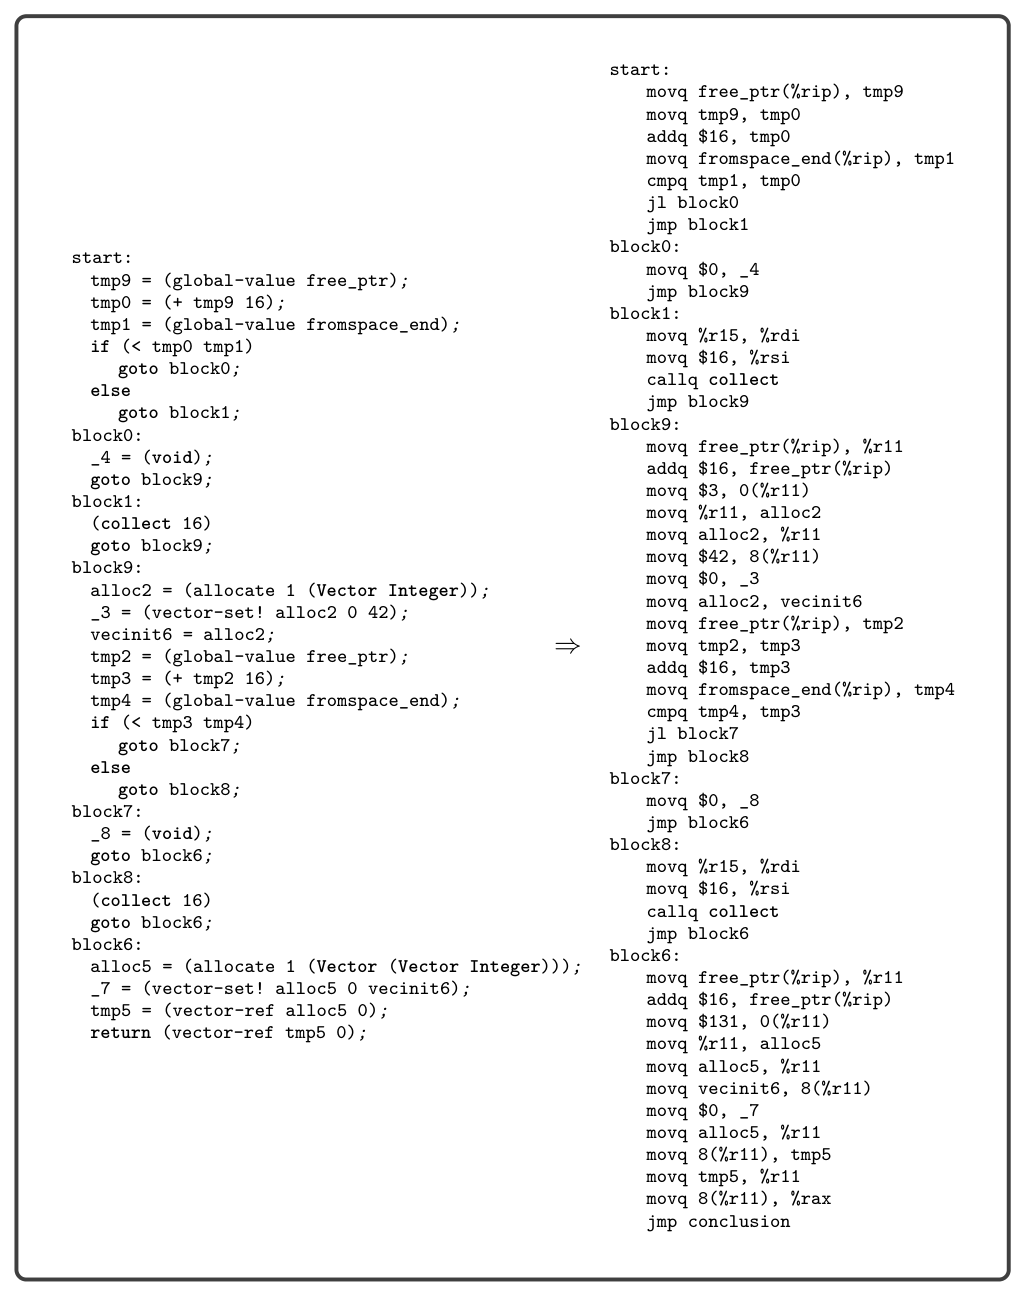 start:
tmp9 = (global-value free_ptr);
tmp0 = (+ tmp9 16);
tmp1 = (global-value fromspace_end);
if (< tmp0 tmp1)
goto block0;
else
goto block1;
block0:
_4 = (void);
goto block9;
block1:
(collect 16)
goto block9;
block9:
alloc2 = (allocate 1 (Vector Integer));
_3 = (vector-set! alloc2 0 42);
vecinit6 = alloc2;
tmp2 = (global-value free_ptr);
tmp3 = (+ tmp2 16);
tmp4 = (global-value fromspace_end);
if (< tmp3 tmp4)
goto block7;
else
goto block8;
block7:
_8 = (void);
goto block6;
block8:
(collect 16)
goto block6;
block6:
alloc5 = (allocate 1 (Vector (Vector Integer)));
_7 = (vector-set! alloc5 0 vecinit6);
tmp5 = (vector-ref alloc5 0);
return (vector-ref tmp5 0);
⇒
start:
movq free_ptr(%rip), tmp9
movq tmp9, tmp0
addq $16, tmp0
movq fromspace_end(%rip), tmp1
cmpq tmp1, tmp0
jl block0
jmp block1
block0:
movq $0, _4
jmp block9
block1:
movq %r15, %rdi
movq $16, %rsi
callq collect
jmp block9
block9:
movq free_ptr(%rip), %r11
addq $16, free_ptr(%rip)
movq $3, 0(%r11)
movq %r11, alloc2
movq alloc2, %r11
movq $42, 8(%r11)
movq $0, _3
movq alloc2, vecinit6
movq free_ptr(%rip), tmp2
movq tmp2, tmp3
addq $16, tmp3
movq fromspace_end(%rip), tmp4
cmpq tmp4, tmp3
jl block7
jmp block8
block7:
movq $0, _8
jmp block6
block8:
movq %r15, %rdi
movq $16, %rsi
callq collect
jmp block6
block6:
movq free_ptr(%rip), %r11
addq $16, free_ptr(%rip)
movq $131, 0(%r11)
movq %r11, alloc5
movq alloc5, %r11
movq vecinit6, 8(%r11)
movq $0, _7
movq alloc5, %r11
movq 8(%r11), tmp5
movq tmp5, %r11
movq 8(%r11), %rax
jmp conclusion